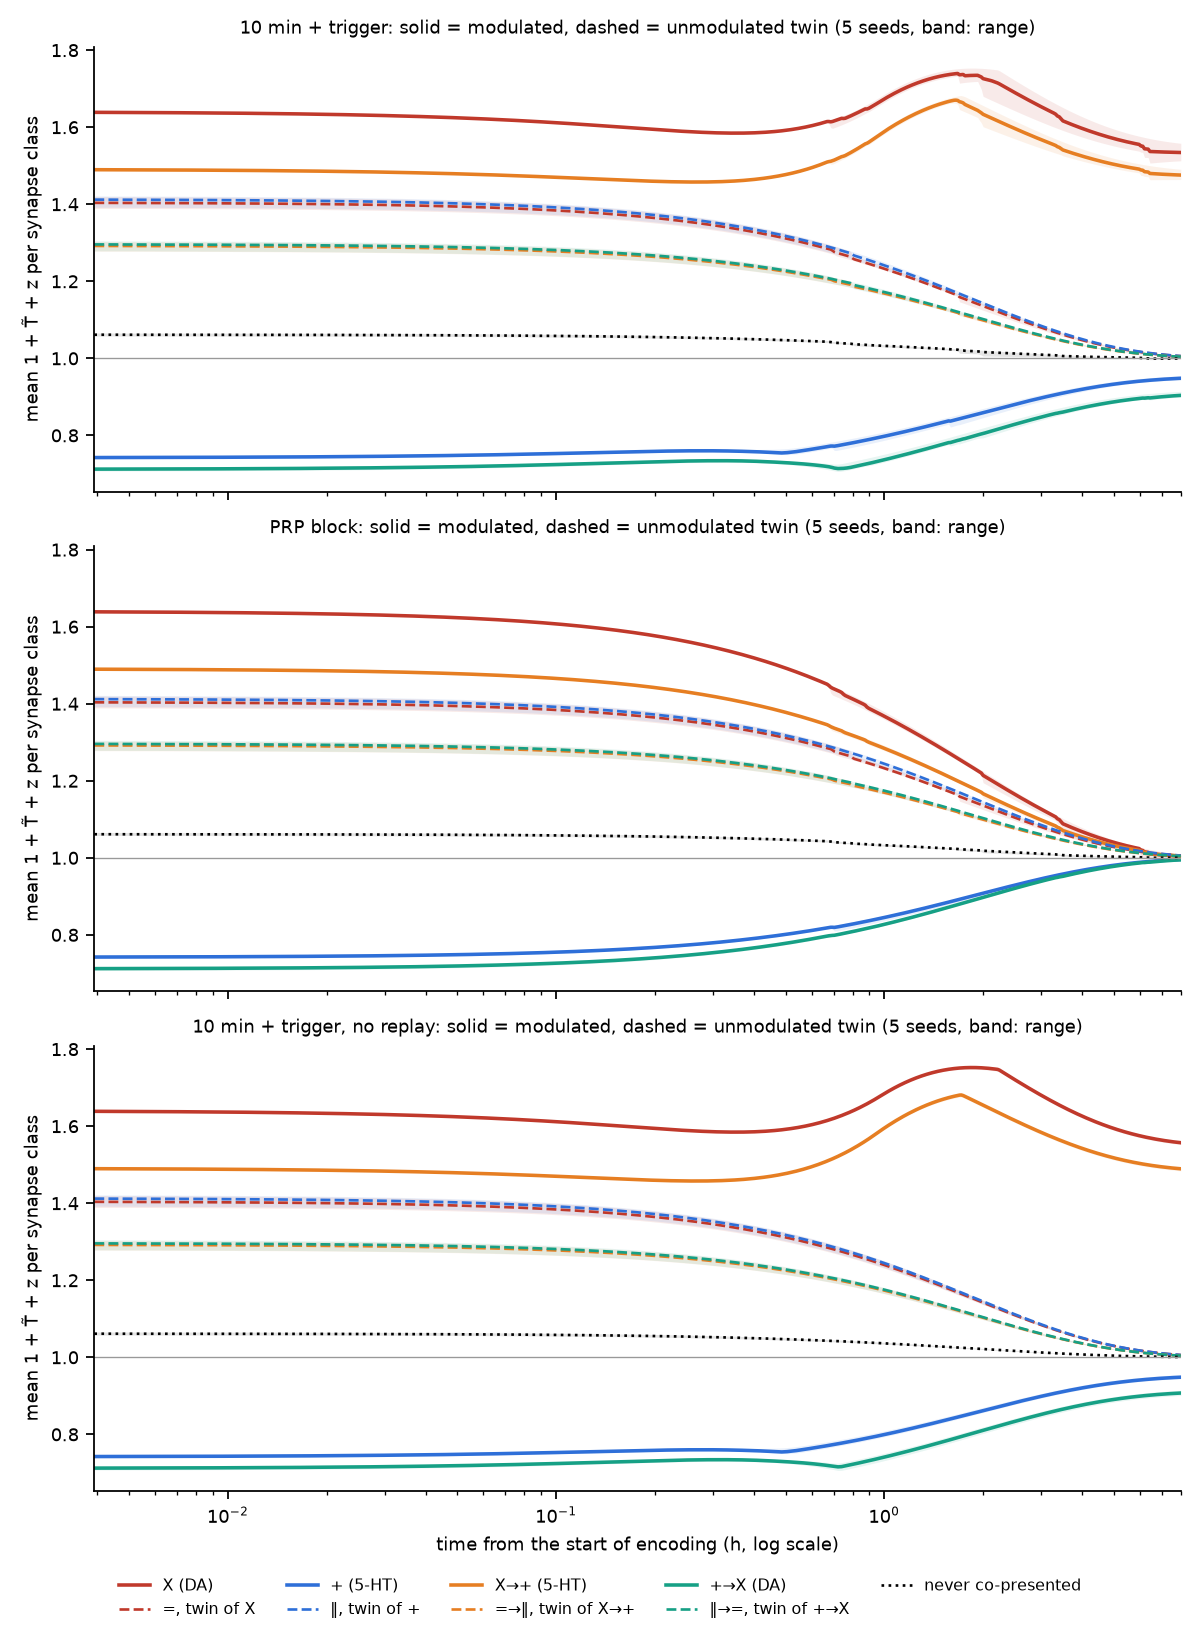 10 min + trigger: solid = modulated, dashed = unmodulated twin (5 seeds, band: range)
mean 1 + T̃ + z per synapse class
1.8
1.6
1.4
1.2
1.0
0.8
PRP block: solid = modulated, dashed = unmodulated twin (5 seeds, band: range)
mean 1 + T̃ + z per synapse class
1.8
1.6
1.4
1.2
1.0
0.8
10 min + trigger, no replay: solid = modulated, dashed = unmodulated twin (5 seeds, band: range)
mean 1 + T̃ + z per synapse class
1.8
1.6
1.4
1.2
1.0
0.8
10⁻² 10⁻¹ 10⁰
time from the start of encoding (h, log scale)
X (DA) + (5-HT) X→+ (5-HT) +→X (DA) never co-presented
=, twin of X ‖, twin of + =→‖, twin of X→+ ‖→=, twin of +→X